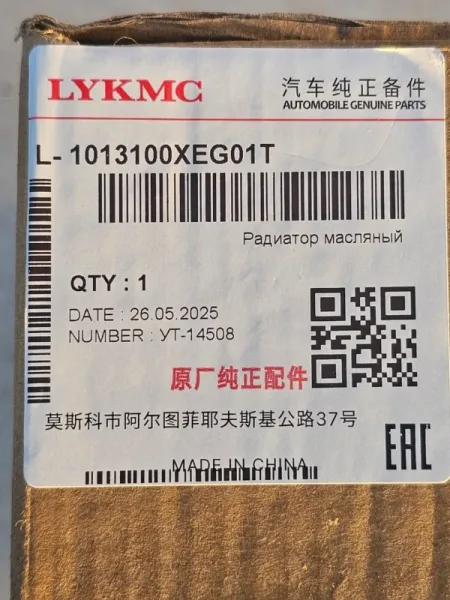 LYKMC
汽车纯正备件
AUTOMOBILE GENUINE PARTS
L- 1013100XEG01T
Радиатор масляный
QTY : 1
DATE : 26.05.2025
NUMBER : УТ-14508
原厂纯正配件
莫斯科市阿尔图菲耶夫斯基公路37号
EAC
MADE IN CHINA